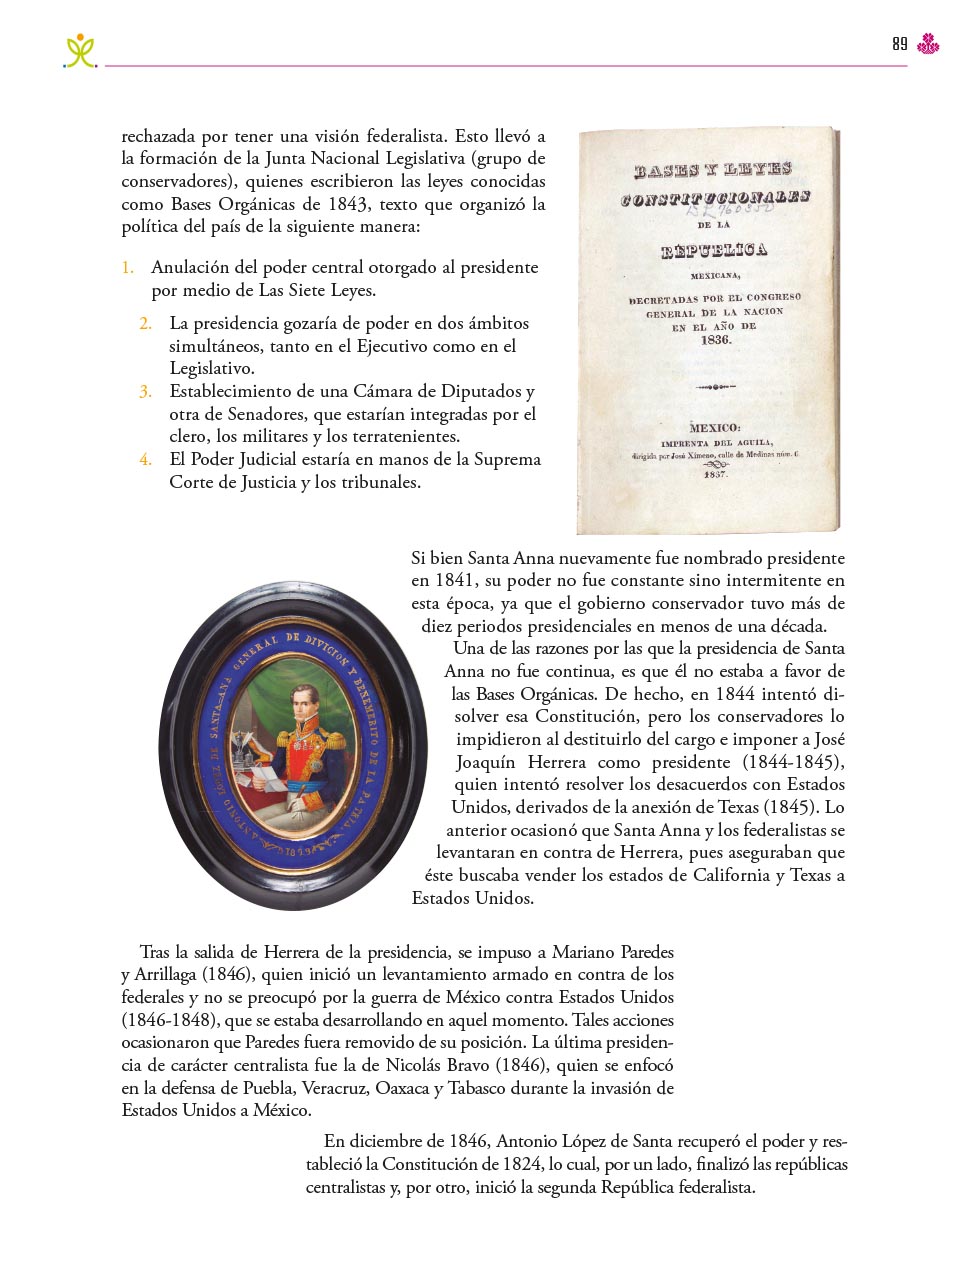 89
rechazada por tener una visión federalista. Esto llevó a
la formación de la Junta Nacional Legislativa (grupo de
conservadores), quienes escribieron las leyes conocidas
como Bases Orgánicas de 1843, texto que organizó la
política del país de la siguiente manera:
1. Anulación del poder central otorgado al presidente
por medio de Las Siete Leyes.
2. La presidencia gozaría de poder en dos ámbitos
simultáneos, tanto en el Ejecutivo como en el
Legislativo.
3. Establecimiento de una Cámara de Diputados y
otra de Senadores, que estarían integradas por el
clero, los militares y los terratenientes.
4. El Poder Judicial estaría en manos de la Suprema
Corte de Justicia y los tribunales.
BASES Y LEYES
CONSTITUCIONALES
DE LA
REPUBLICA
MEXICANA,
DECRETADAS POR EL CONGRESO
GENERAL DE LA NACION
EN EL AÑO DE
1836.
MEXICO:
IMPRENTA DEL AGUILA,
dirigida por José Ximeno, calle de Medinas núm. 6.
1837.
Si bien Santa Anna nuevamente fue nombrado presidente
en 1841, su poder no fue constante sino intermitente en
esta época, ya que el gobierno conservador tuvo más de
diez periodos presidenciales en menos de una década.
Una de las razones por las que la presidencia de Santa
Anna no fue continua, es que él no estaba a favor de
las Bases Orgánicas. De hecho, en 1844 intentó di-
solver esa Constitución, pero los conservadores lo
impidieron al destituirlo del cargo e imponer a José
Joaquín Herrera como presidente (1844-1845),
quien intentó resolver los desacuerdos con Estados
Unidos, derivados de la anexión de Texas (1845). Lo
anterior ocasionó que Santa Anna y los federalistas se
levantaran en contra de Herrera, pues aseguraban que
éste buscaba vender los estados de California y Texas a
Estados Unidos.
ANTONIO LOPEZ DE SANTA-ANA GENERAL DE DIVICION Y BENEMERITO DE LA PATRIA.
Tras la salida de Herrera de la presidencia, se impuso a Mariano Paredes
y Arrillaga (1846), quien inició un levantamiento armado en contra de los
federales y no se preocupó por la guerra de México contra Estados Unidos
(1846-1848), que se estaba desarrollando en aquel momento. Tales acciones
ocasionaron que Paredes fuera removido de su posición. La última presiden-
cia de carácter centralista fue la de Nicolás Bravo (1846), quien se enfocó
en la defensa de Puebla, Veracruz, Oaxaca y Tabasco durante la invasión de
Estados Unidos a México.
En diciembre de 1846, Antonio López de Santa recuperó el poder y res-
tableció la Constitución de 1824, lo cual, por un lado, finalizó las repúblicas
centralistas y, por otro, inició la segunda República federalista.